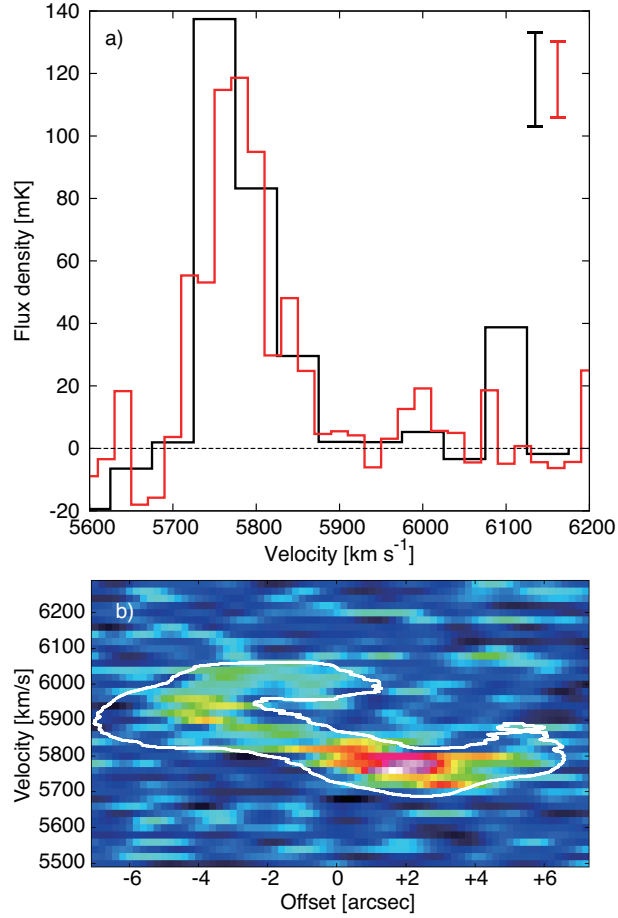 a)
140
120
100
80
60
40
20
0
-20
Flux density [mK]
5600 5700 5800 5900 6000 6100 6200
Velocity [km s⁻¹]
b)
6200
6100
6000
5900
5800
5700
5600
5500
Velocity [km/s]
-6 -4 -2 0 +2 +4 +6
Offset [arcsec]